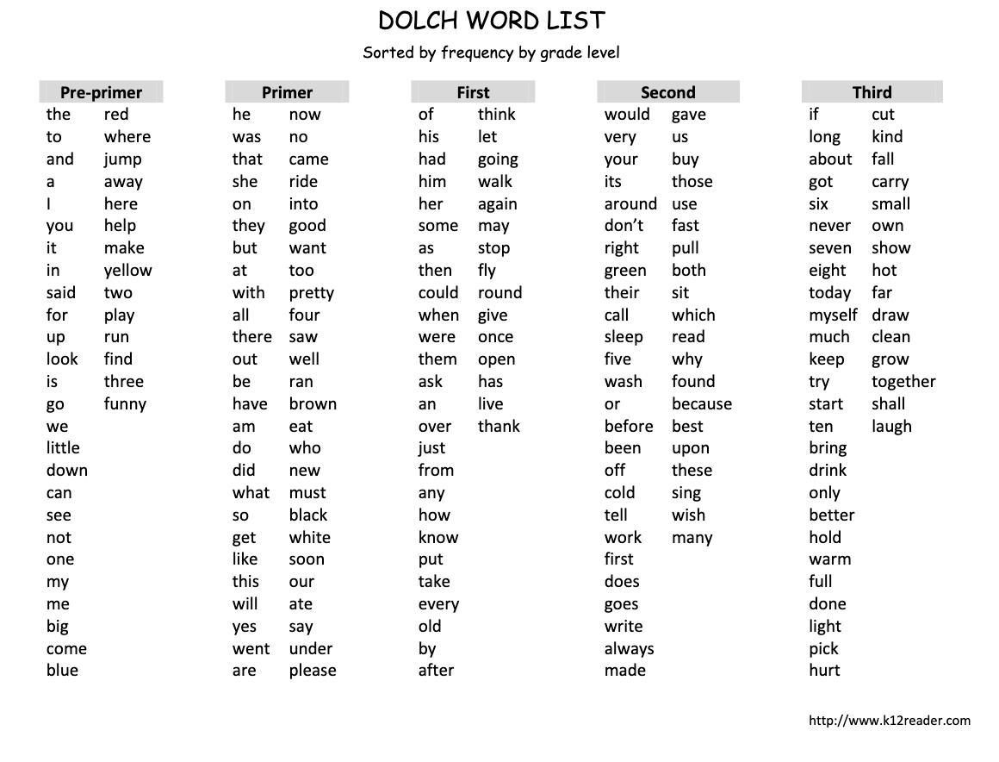 DOLCH WORD LIST
Sorted by frequency by grade level
Pre-primer Primer First Second Third
the red he now of think would gave if cut
to where was no his let very us long kind
and jump that came had going your buy about fall
a away she ride him walk its those got carry
I here on into her again around use six small
you help they good some may don’t fast never own
it make but want as stop right pull seven show
in yellow at too then fly green both eight hot
said two with pretty could round their sit today far
for play all four when give call which myself draw
up run there saw were once sleep read much clean
look find out well them open five why keep grow
is three be ran ask has wash found try together
go funny have brown an live or because start shall
we am eat over thank before best ten laugh
little do who just been upon bring
down did new from off these drink
can what must any cold sing only
see so black how tell wish better
not get white know work many hold
one like soon put first warm
my this our take does full
me will ate every goes done
big yes say old write light
come went under by always pick
blue are please after made hurt
http://www.k12reader.com